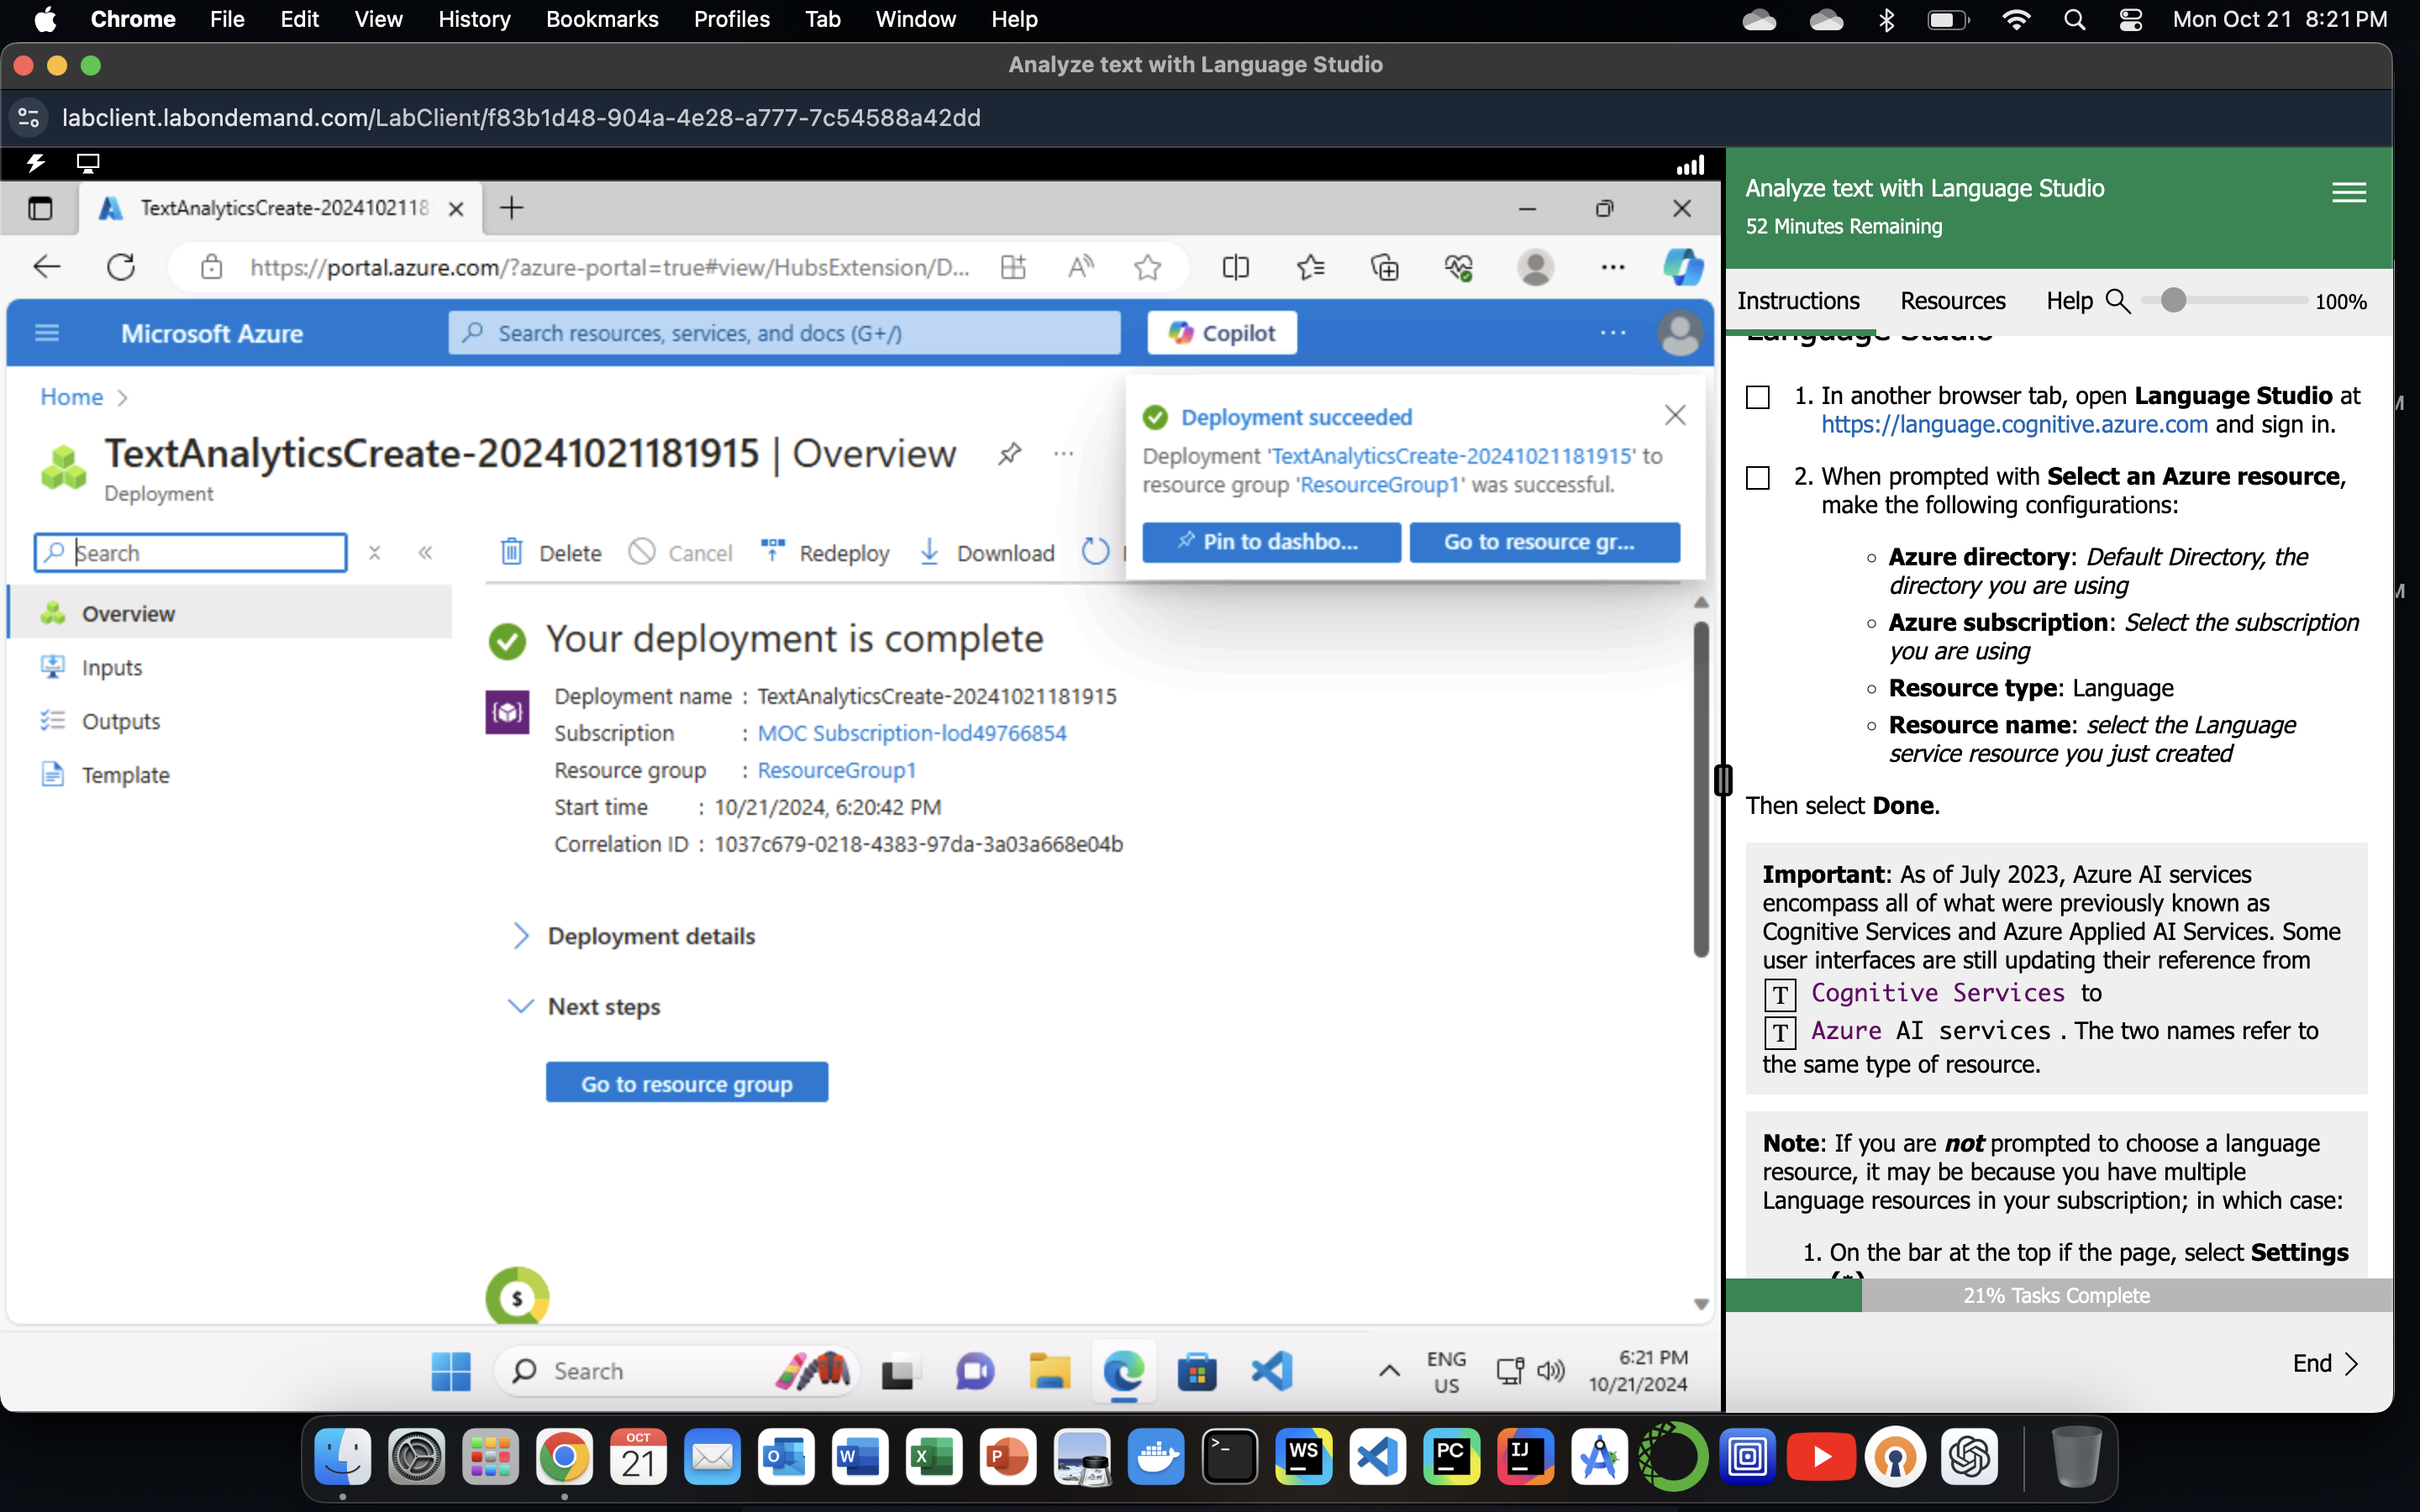 Chrome File Edit View History Bookmarks Profiles Tab Window Help Mon Oct 21 8:21 PM
Analyze text with Language Studio
labclient.labondemand.com/LabClient/f83b1d48-904a-4e28-a777-7c54588a42dd
TextAnalyticsCreate-2024102118
https://portal.azure.com/?azure-portal=true#view/HubsExtension/D...
Microsoft Azure
Search resources, services, and docs (G+/)
Copilot
Home
TextAnalyticsCreate-20241021181915 | Overview
Deployment
Search
Delete Cancel Redeploy Download
Overview
Inputs
Outputs
Template
Deployment succeeded
Deployment 'TextAnalyticsCreate-20241021181915' to
resource group 'ResourceGroup1' was successful.
Pin to dashbo... Go to resource gr...
Your deployment is complete
Deployment name : TextAnalyticsCreate-20241021181915
Subscription : MOC Subscription-lod49766854
Resource group : ResourceGroup1
Start time : 10/21/2024, 6:20:42 PM
Correlation ID : 1037c679-0218-4383-97da-3a03a668e04b
Deployment details
Next steps
Go to resource group
$
Search
ENG
US
6:21 PM
10/21/2024
Analyze text with Language Studio
52 Minutes Remaining
Instructions Resources Help 100%
Language Studio
1. In another browser tab, open Language Studio at
https://language.cognitive.azure.com and sign in.
2. When prompted with Select an Azure resource,
make the following configurations:
Azure directory: Default Directory, the
directory you are using
Azure subscription: Select the subscription
you are using
Resource type: Language
Resource name: select the Language
service resource you just created
Then select Done.
Important: As of July 2023, Azure AI services
encompass all of what were previously known as
Cognitive Services and Azure Applied AI Services. Some
user interfaces are still updating their reference from
T Cognitive Services to
T Azure AI services . The two names refer to
the same type of resource.
Note: If you are not prompted to choose a language
resource, it may be because you have multiple
Language resources in your subscription; in which case:
1. On the bar at the top if the page, select Settings
21% Tasks Complete
End
OCT
21
O
W
X
P
>_
WS
PC
IJ